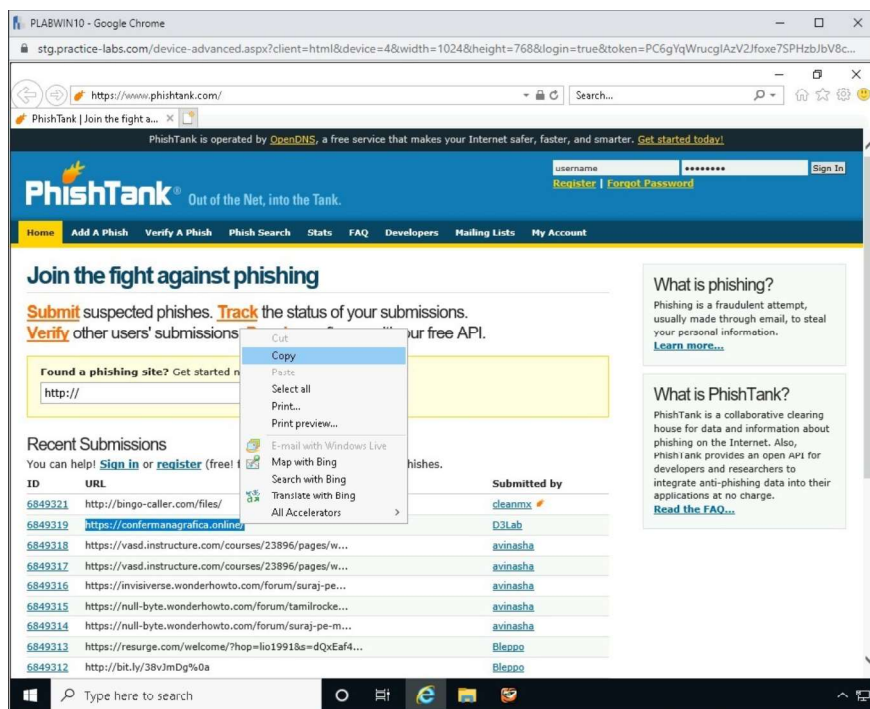 PLABWIN10 - Google Chrome
stg.practice-labs.com/device-advanced.aspx?client=html&device=4&width=1024&height=768&login=true&token=PC6gYqWrucglAzV2Jfoxe7SPHzbJbV8c...
https://www.phishtank.com/
Search...
PhishTank | Join the fight a...
PhishTank is operated by OpenDNS, a free service that makes your Internet safer, faster, and smarter. Get started today!
username
Sign In
Register | Forgot Password
PhishTank® Out of the Net, into the Tank.
Home Add A Phish Verify A Phish Phish Search Stats FAQ Developers Mailing Lists My Account
Join the fight against phishing
Submit suspected phishes. Track the status of your submissions.
Verify other users' submissions. free API.
Found a phishing site? Get started n
http://
Cut
Copy
Paste
Select all
Print...
Print preview...
E-mail with Windows Live
Map with Bing
Search with Bing
Translate with Bing
All Accelerators
Recent Submissions
You can help! Sign in or register (free! hishes.
ID URL Submitted by
6849321 http://bingo-caller.com/files/ cleanmx
6849319 https://confermanagrafica.online/ D3Lab
6849318 https://vasd.instructure.com/courses/23896/pages/w... avinasha
6849317 https://vasd.instructure.com/courses/23896/pages/w... avinasha
6849316 https://invisiverse.wonderhowto.com/forum/suraj-pe... avinasha
6849315 https://null-byte.wonderhowto.com/forum/tamilrocke... avinasha
6849314 https://null-byte.wonderhowto.com/forum/suraj-pe-m... avinasha
6849313 https://resurge.com/welcome/?hop=lio1991&s=dQxEaf4... Bleppo
6849312 http://bit.ly/38vJmDg%0a Bleppo
What is phishing?
Phishing is a fraudulent attempt,
usually made through email, to steal
your personal information.
Learn more...
What is PhishTank?
PhishTank is a collaborative clearing
house for data and information about
phishing on the Internet. Also,
PhishTank provides an open API for
developers and researchers to
integrate anti-phishing data into their
applications at no charge.
Read the FAQ...
Type here to search